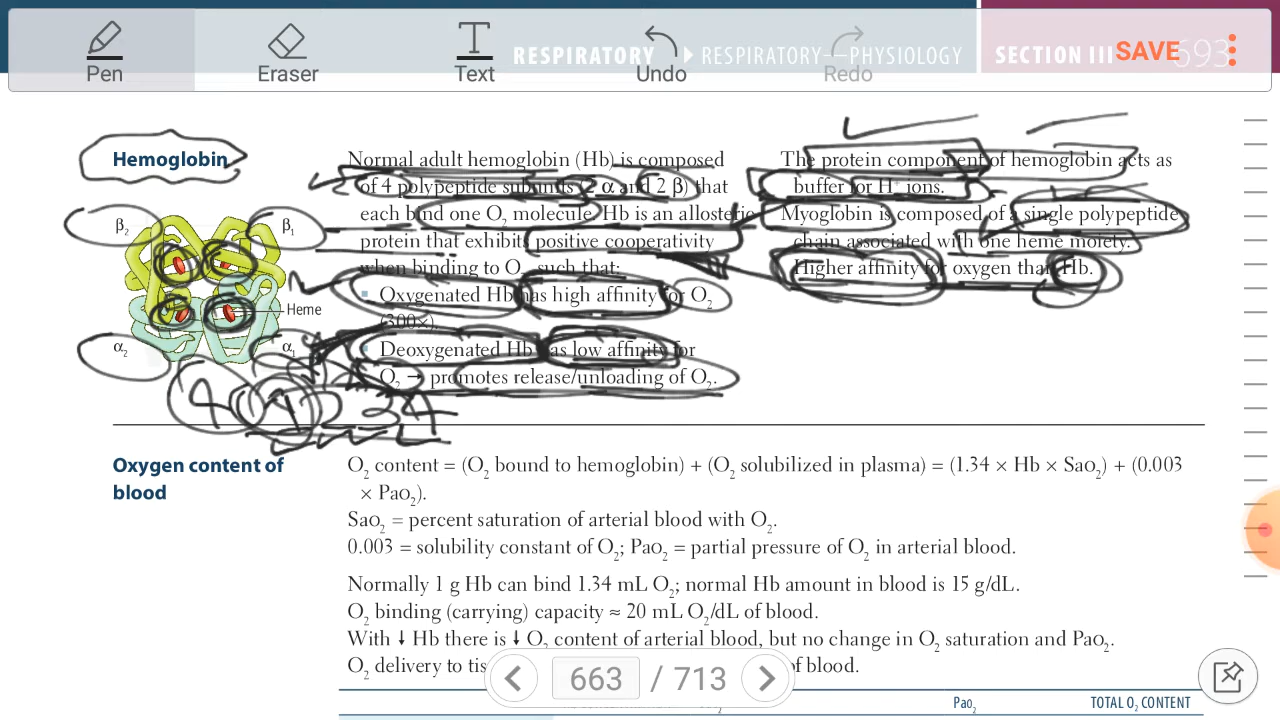 RESPIRATORY ▶ RESPIRATORY—PHYSIOLOGY SECTION III 693
Pen Eraser Text Undo Redo SAVE
Hemoglobin
Normal adult hemoglobin (Hb) is composed
of 4 polypeptide subunits (2 α and 2 β) that
each bind one O₂ molecule. Hb is an allosteric
protein that exhibits positive cooperativity
when binding to O₂, such that:
Oxygenated Hb has high affinity for O₂
(300×).
Deoxygenated Hb has low affinity for
O₂ → promotes release/unloading of O₂.
The protein component of hemoglobin acts as
buffer for H⁺ ions.
Myoglobin is composed of a single polypeptide
chain associated with one heme moiety.
Higher affinity for oxygen than Hb.
β₂ β₁
Heme
α₂ α₁
4 1 2 3 4
Oxygen content of
blood
O₂ content = (O₂ bound to hemoglobin) + (O₂ solubilized in plasma) = (1.34 × Hb × Sao₂) + (0.003
× Pao₂).
Sao₂ = percent saturation of arterial blood with O₂.
0.003 = solubility constant of O₂; Pao₂ = partial pressure of O₂ in arterial blood.
Normally 1 g Hb can bind 1.34 mL O₂; normal Hb amount in blood is 15 g/dL.
O₂ binding (carrying) capacity ≈ 20 mL O₂/dL of blood.
With ↓ Hb there is ↓ O₂ content of arterial blood, but no change in O₂ saturation and Pao₂.
O₂ delivery to of blood.
663 / 713
Pao₂ TOTAL O₂ CONTENT